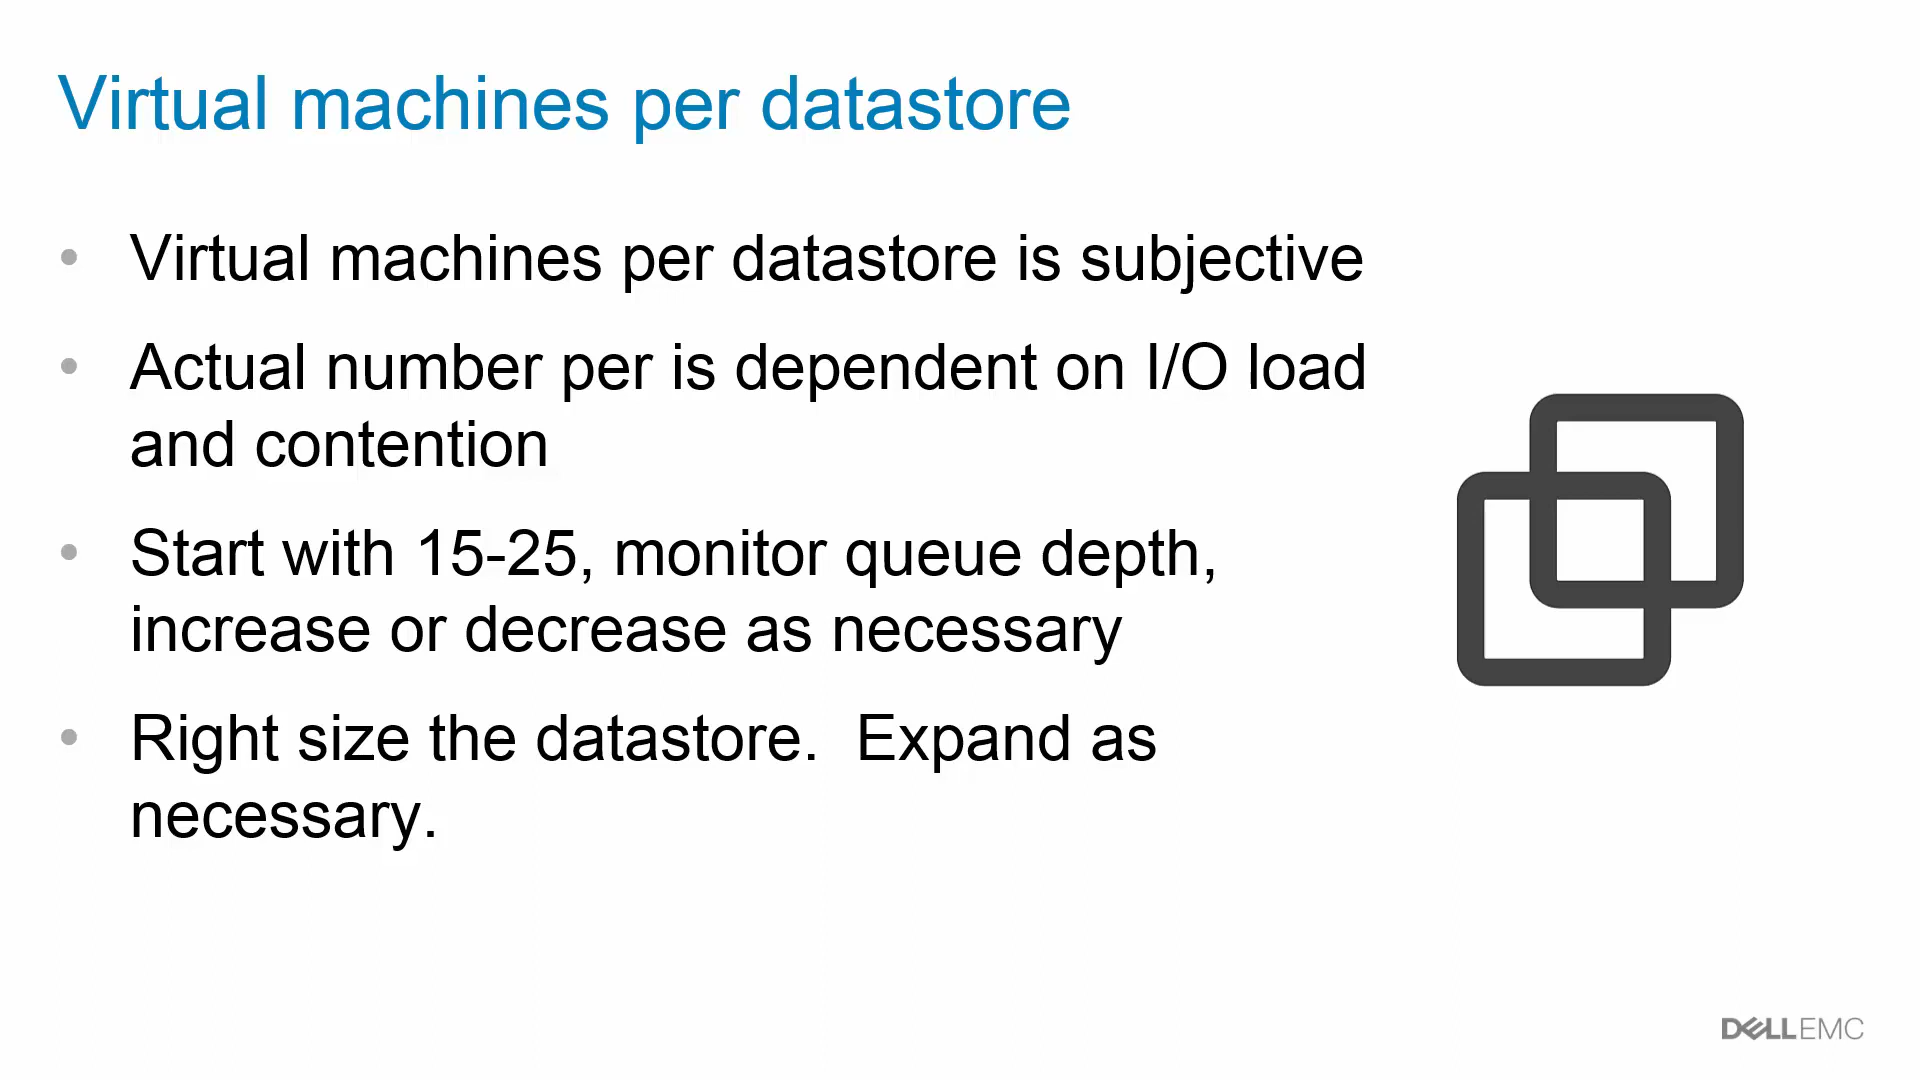 Virtual machines per datastore
• Virtual machines per datastore is subjective
• Actual number per is dependent on I/O load
and contention
• Start with 15-25, monitor queue depth,
increase or decrease as necessary
• Right size the datastore.  Expand as
necessary.
DELLEMC